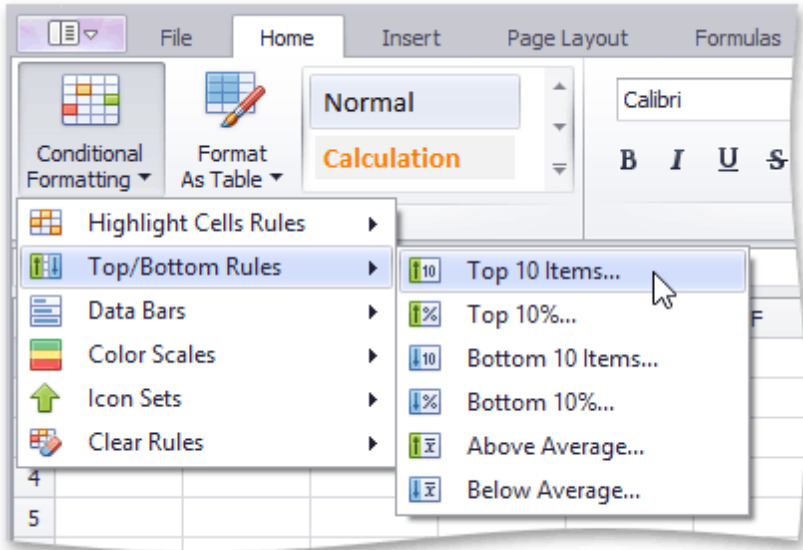 File Home Insert Page Layout Formulas
Normal
Calculation
Calibri
Conditional
Formatting
Format
As Table
B I U S
Highlight Cells Rules
Top/Bottom Rules
Data Bars
Color Scales
Icon Sets
Clear Rules
10 Top 10 Items...
% Top 10%...
10 Bottom 10 Items...
% Bottom 10%...
x Above Average...
x Below Average...
F
4
5